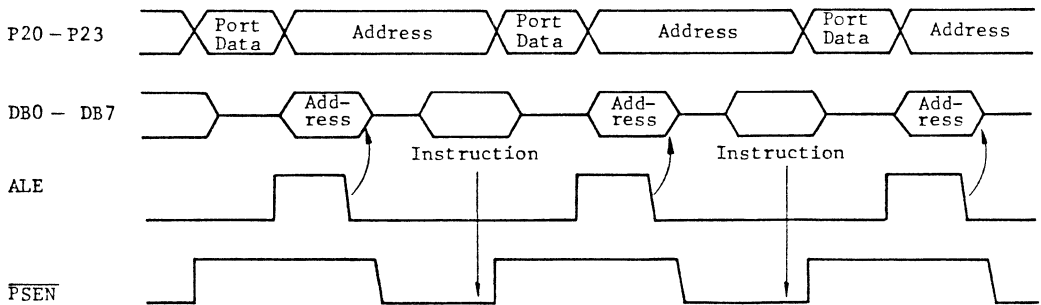 P20 – P23
Port Data
Address
Port Data
Address
Port Data
Address
DB0 – DB7
Add-
ress
Add-
ress
Add-
ress
Instruction
Instruction
ALE
PSEN